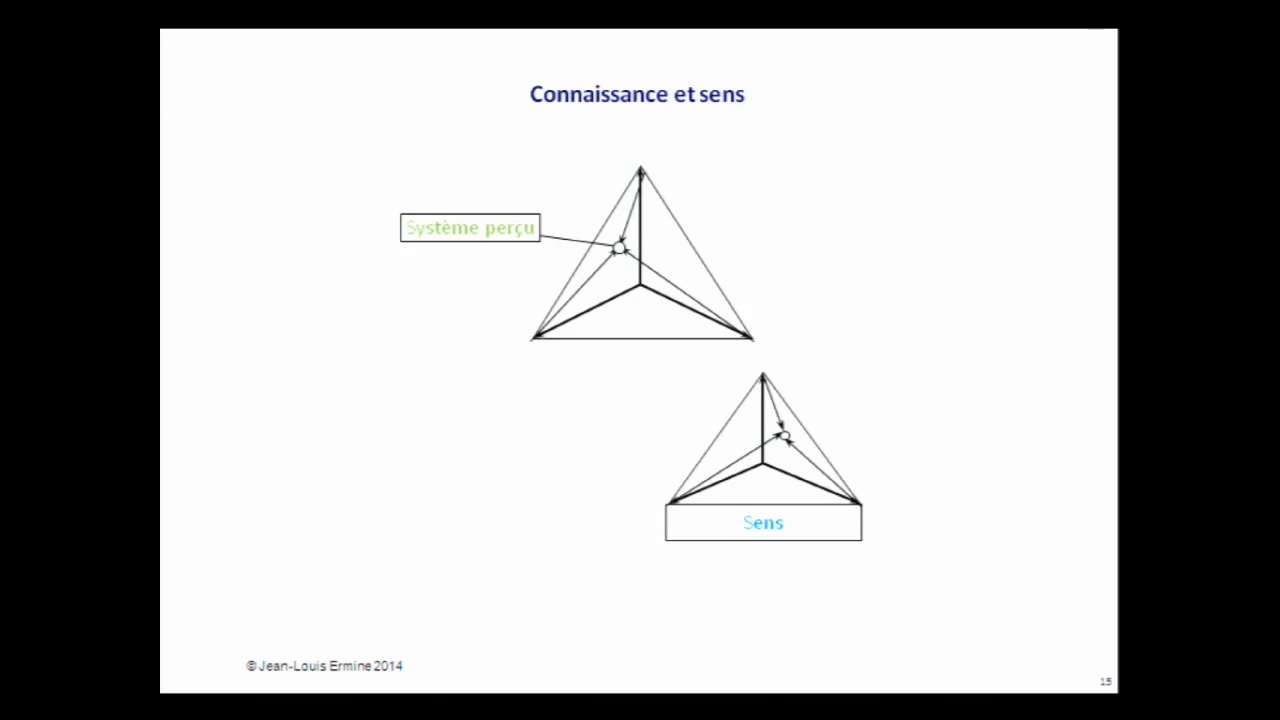 Connaissance et sens
Système perçu
Sens
© Jean-Louis Ermine 2014
15